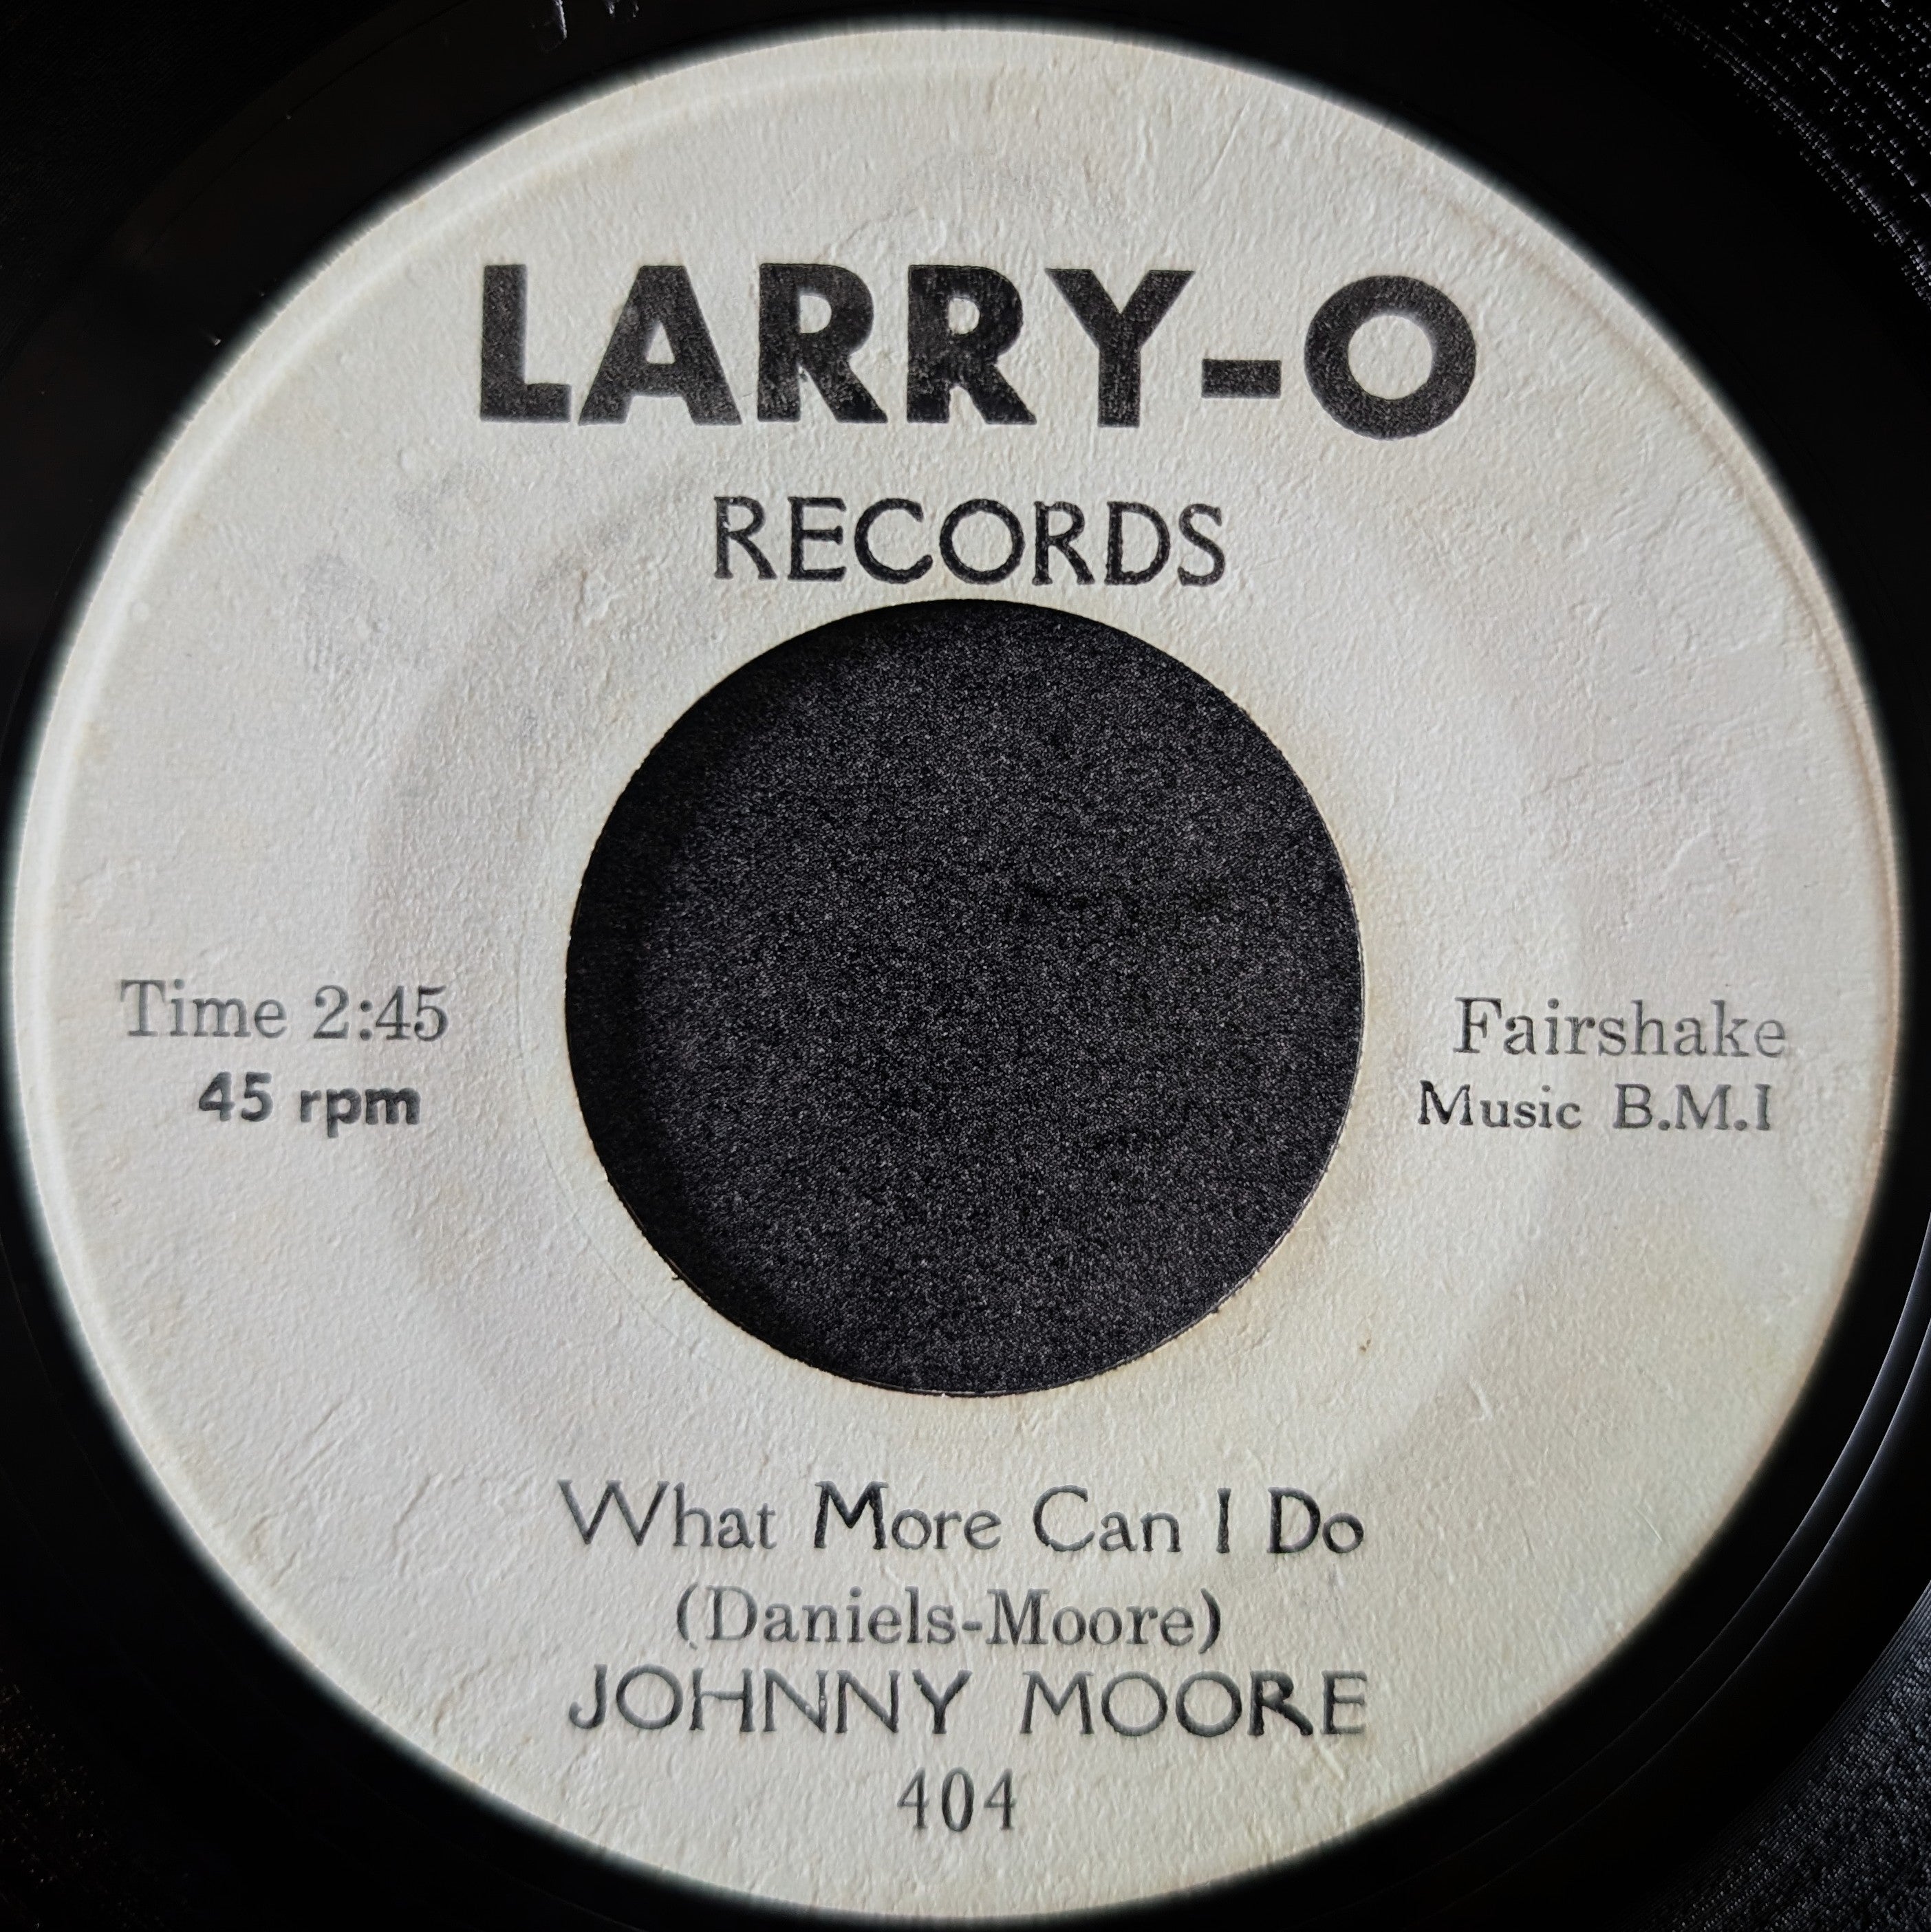 LARRY-O
RECORDS
Time 2:45
45 rpm
Fairshake
Music B.M.I
What More Can I Do
(Daniels-Moore)
JOHNNY MOORE
404